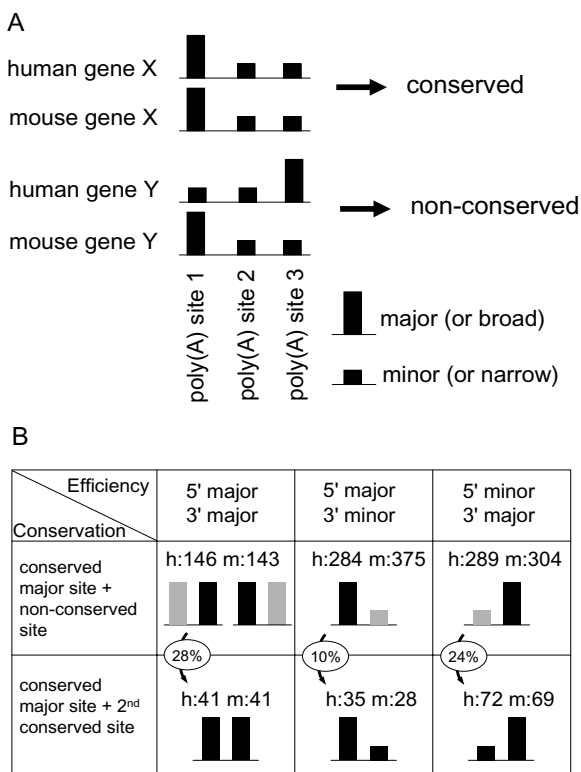 A
human gene X
mouse gene X
conserved
human gene Y
mouse gene Y
non-conserved
poly(A) site 1
poly(A) site 2
poly(A) site 3
major (or broad)
minor (or narrow)
B
Efficiency
Conservation
5' major
3' major
5' major
3' minor
5' minor
3' major
conserved
major site +
non-conserved
site
h:146 m:143
h:284 m:375
h:289 m:304
28%
10%
24%
conserved
major site + 2nd
conserved site
h:41 m:41
h:35 m:28
h:72 m:69